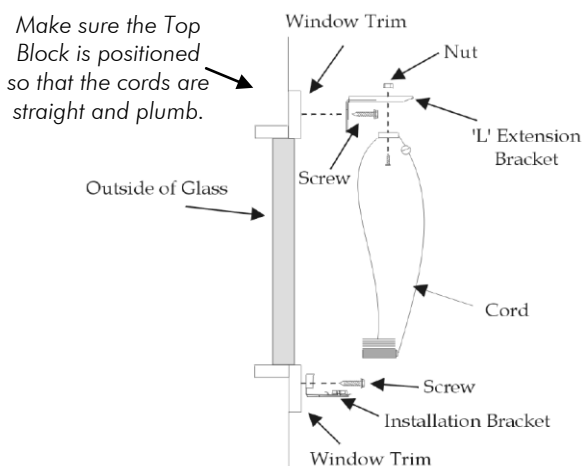 Make sure the Top
Block is positioned
so that the cords are
straight and plumb.
Window Trim
Nut
'L' Extension
Bracket
Screw
Outside of Glass
Cord
Screw
Installation Bracket
Window Trim